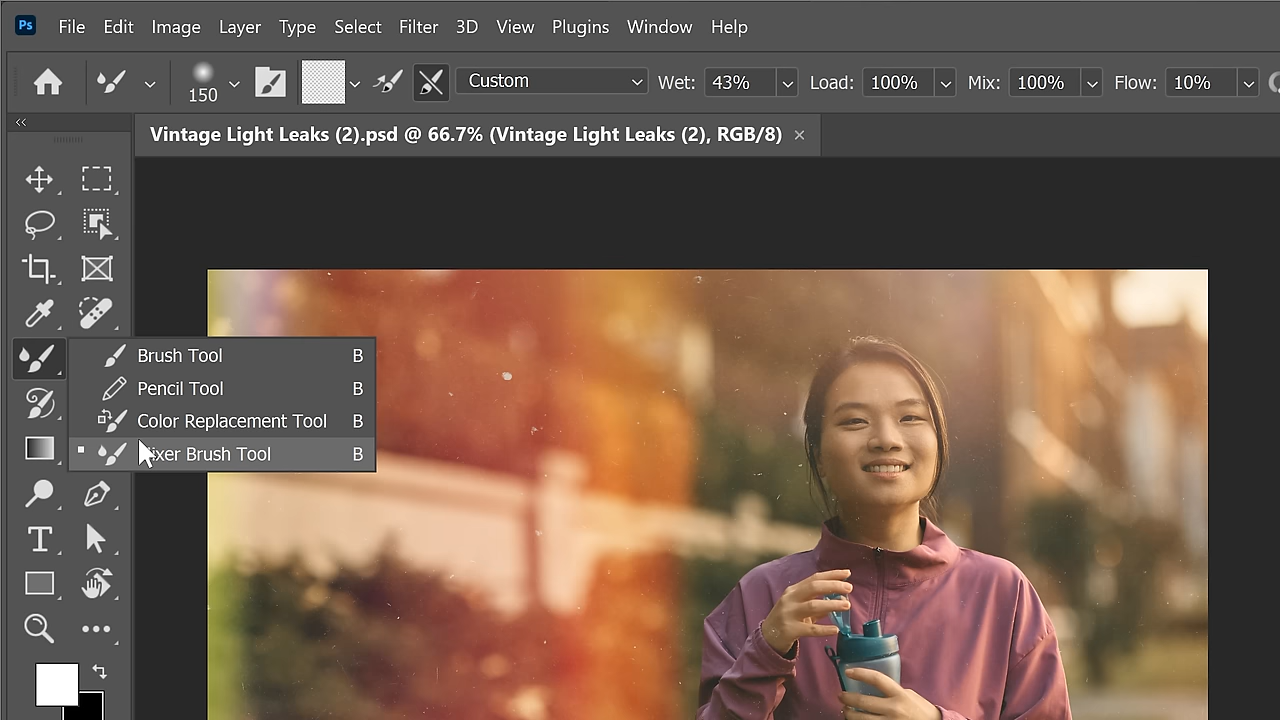 Ps File Edit Image Layer Type Select Filter 3D View Plugins Window Help
150 Custom Wet: 43% Load: 100% Mix: 100% Flow: 10%
Vintage Light Leaks (2).psd @ 66.7% (Vintage Light Leaks (2), RGB/8) ×
Brush Tool B
Pencil Tool B
Color Replacement Tool B
Brush Tool B